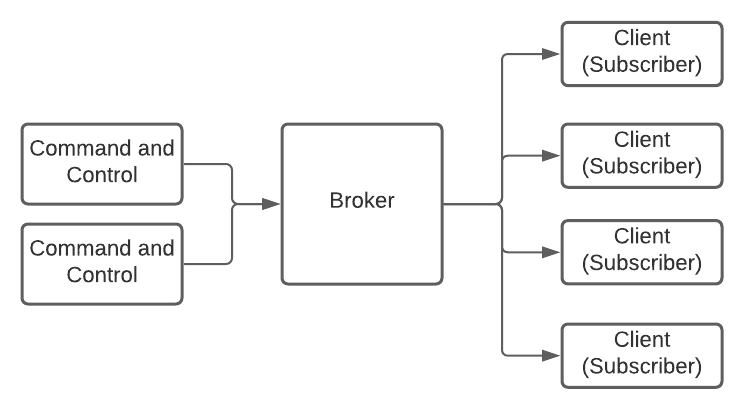 Command and
Control
Command and
Control
Broker
Client
(Subscriber)
Client
(Subscriber)
Client
(Subscriber)
Client
(Subscriber)